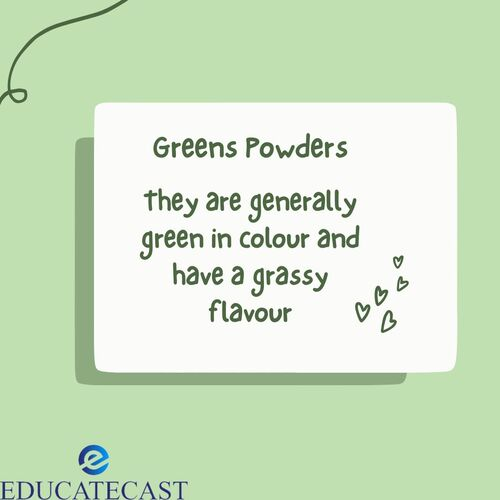 Greens Powders
they are generally
green in colour and
have a grassy
flavour
EDUCATECAST